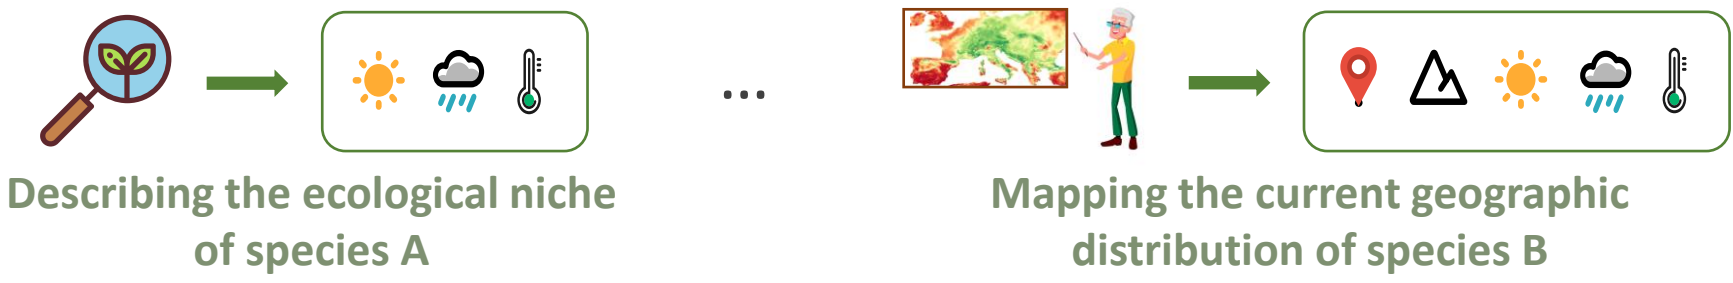 ...
Describing the ecological niche
of species A
Mapping the current geographic
distribution of species B